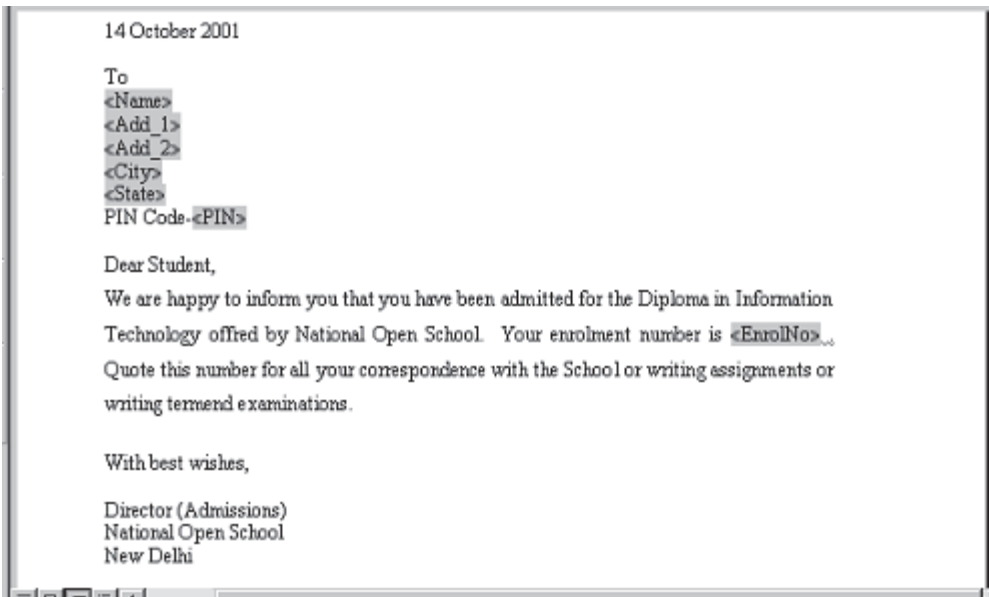 14 October 2001
To
<Name>
<Add_1>
<Add_2>
<City>
<State>
PIN Code-<PIN>
Dear Student,
We are happy to inform you that you have been admitted for the Diploma in Information
Technology offred by National Open School. Your enrolment number is <EnrolNo>.
Quote this number for all your correspondence with the School or writing assignments or
writing termend examinations.
With best wishes,
Director (Admissions)
National Open School
New Delhi